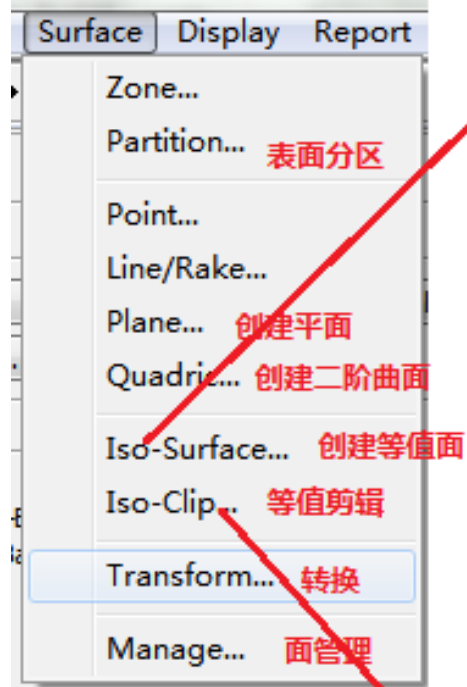 Surface Display Report
Zone...
Partition... 表面分区
Point...
Line/Rake...
Plane... 创建平面
Quadric... 创建二阶曲面
Iso-Surface... 创建等值面
Iso-Clip... 等值剪辑
Transform... 转换
Manage... 面管理